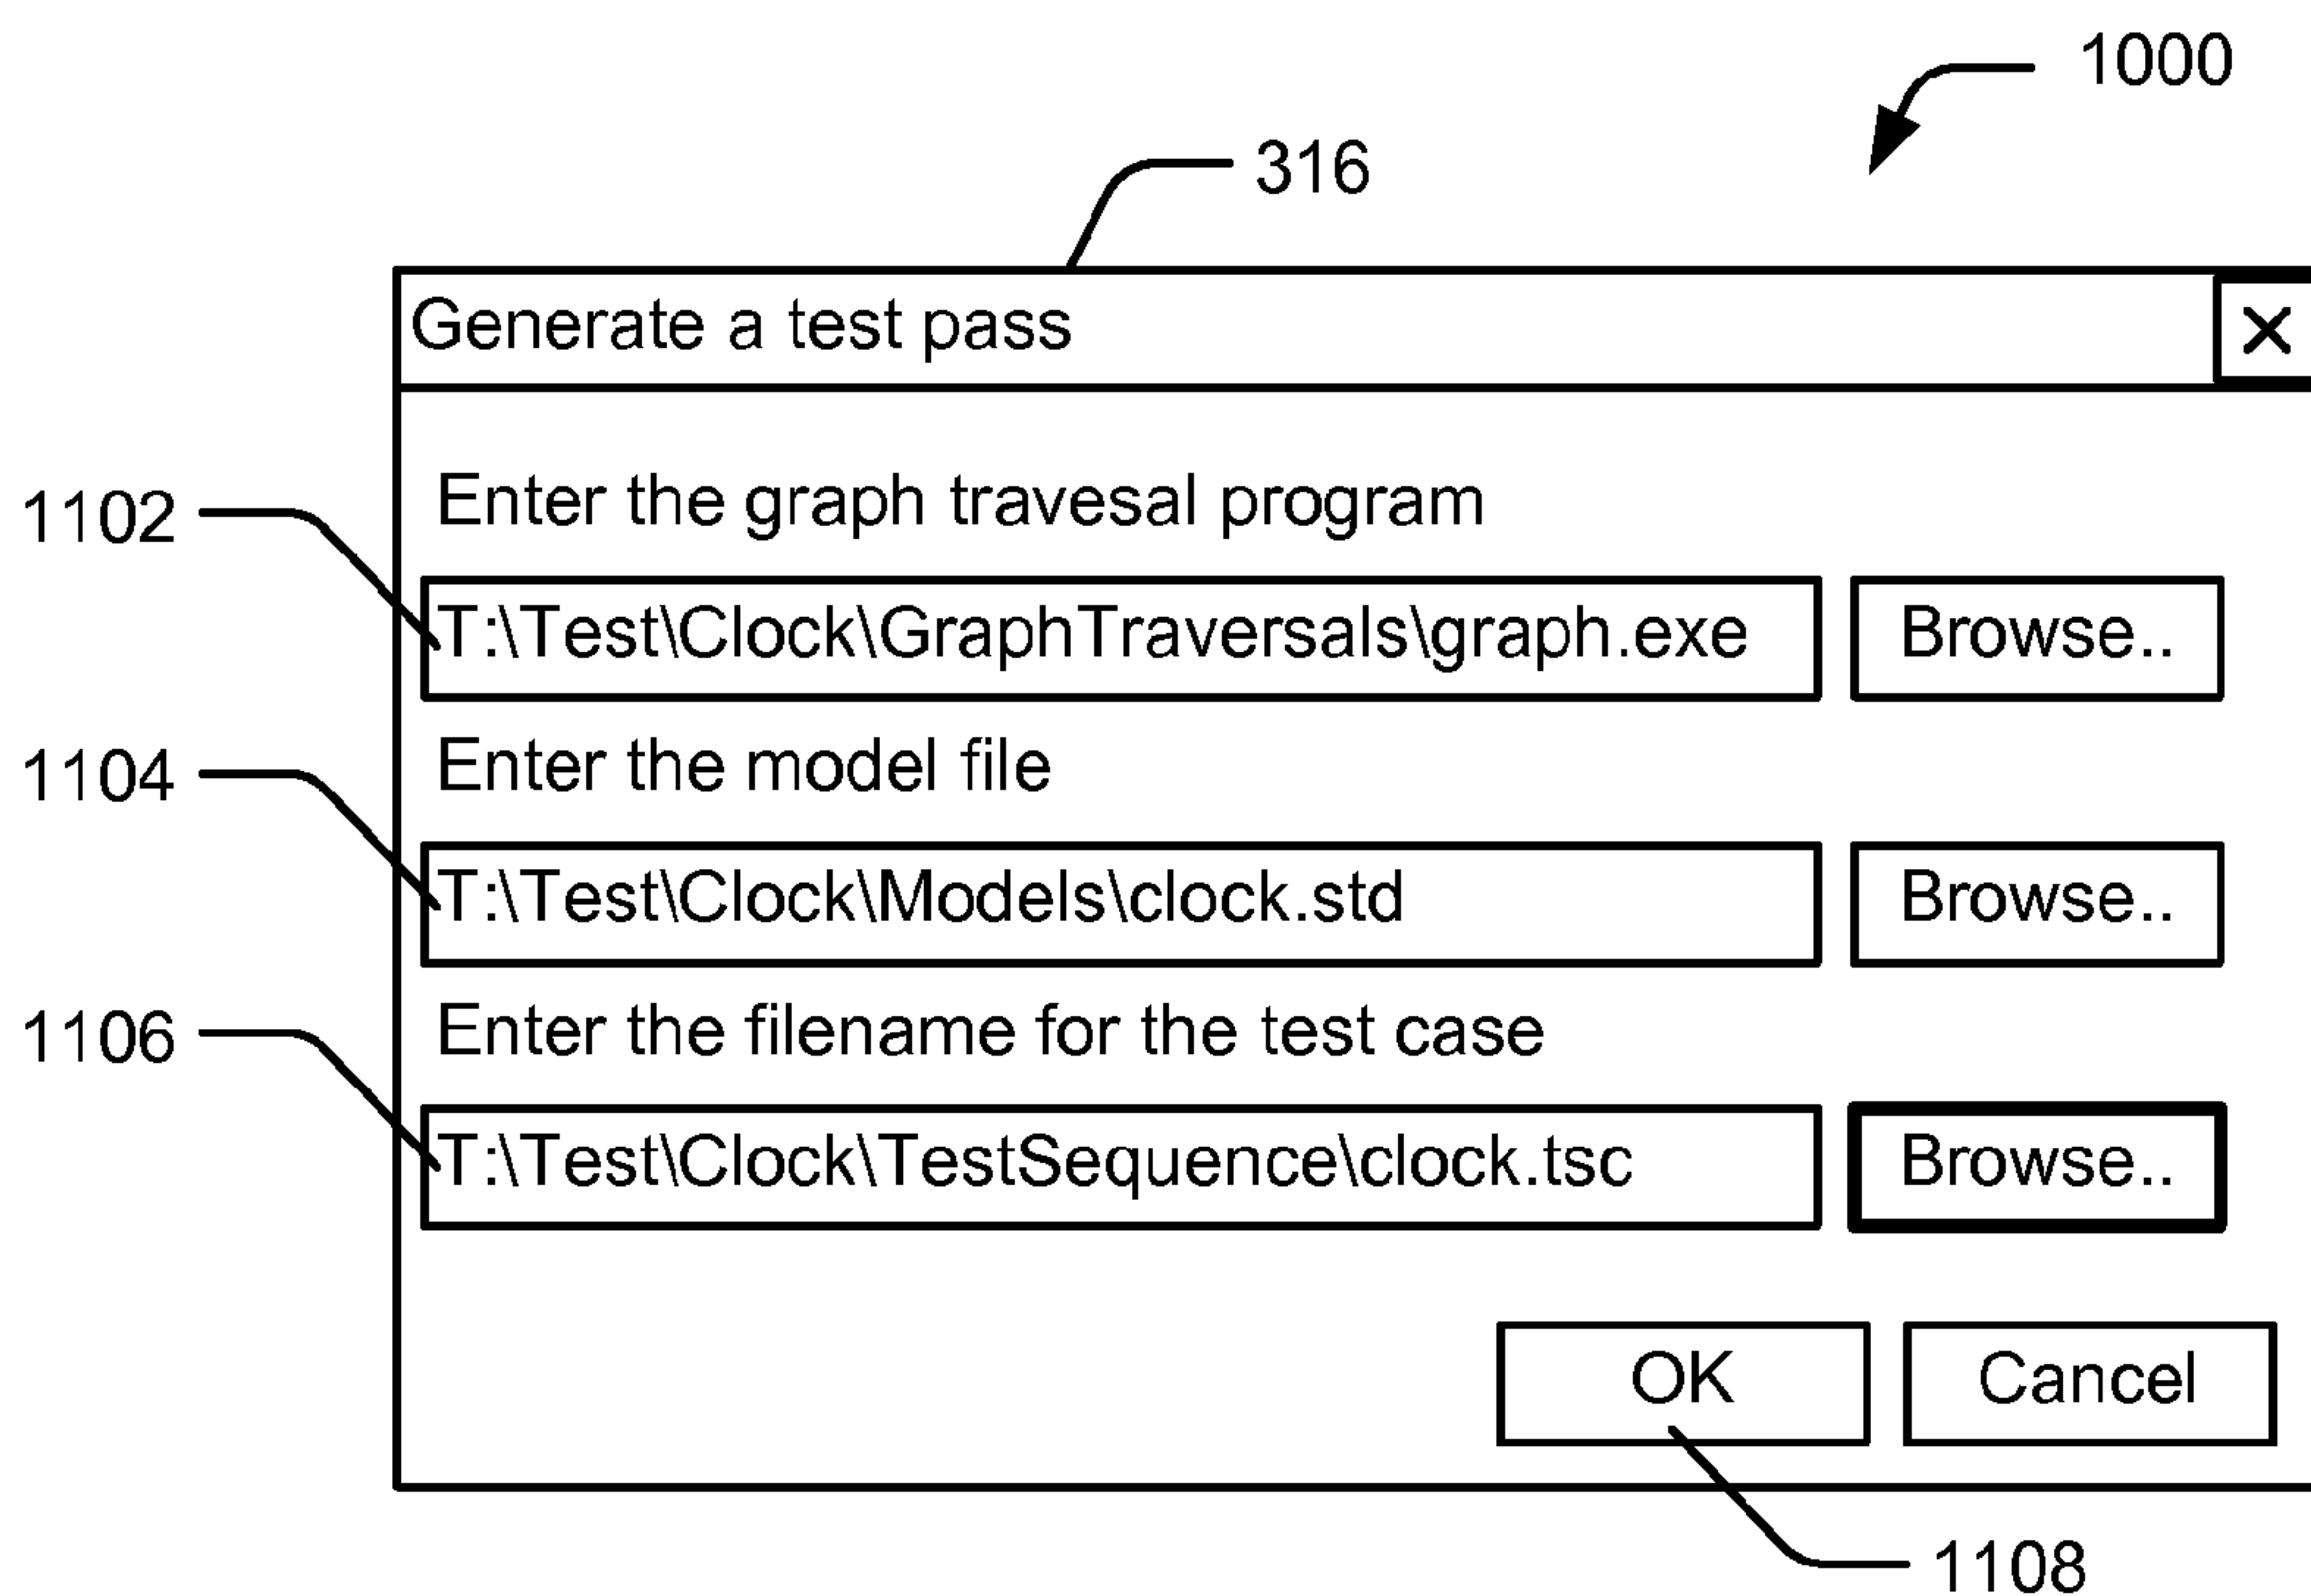 1000
316
Generate a test pass
X
Enter the graph travesal program
1102
T:\Test\Clock\GraphTraversals\graph.exe Browse..
Enter the model file
1104
T:\Test\Clock\Models\clock.std Browse..
Enter the filename for the test case
1106
T:\Test\Clock\TestSequence\clock.tsc Browse..
OK Cancel
1108